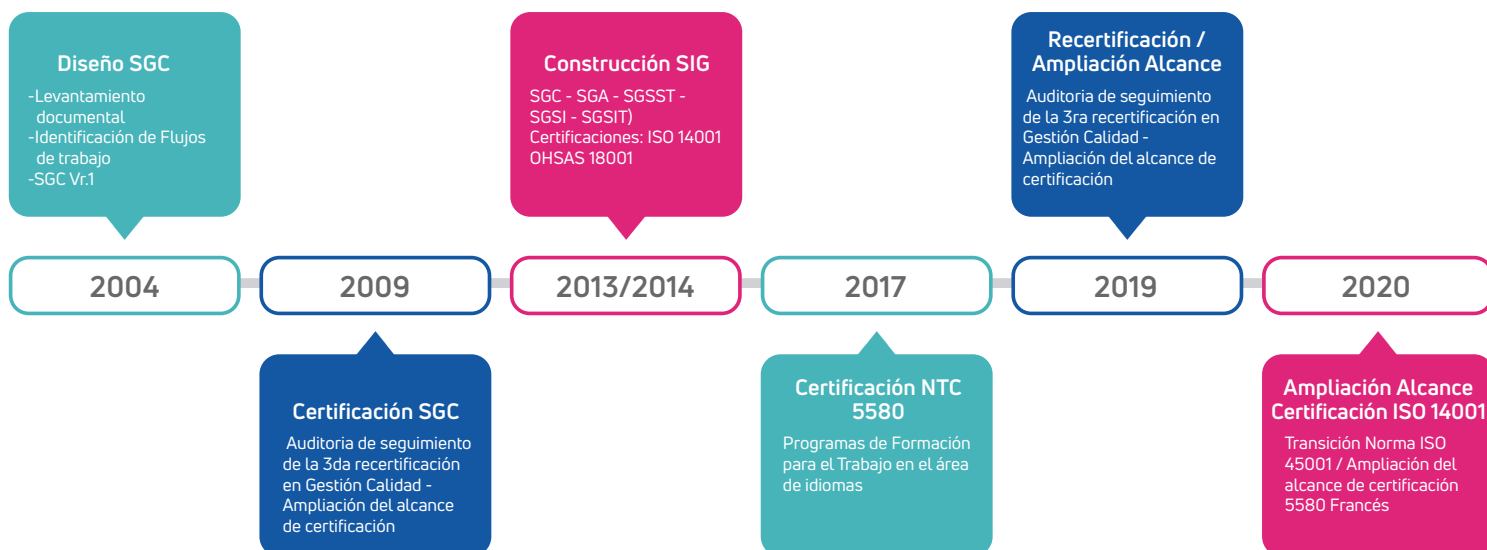 Diseño SGC
-Levantamiento
documental
-Identificación de Flujos
de trabajo
-SGC Vr.1
Construcción SIG
SGC - SGA - SGSST -
SGSI - SGSIT)
Certificaciones: ISO 14001
OHSAS 18001
Recertificación /
Ampliación Alcance
Auditoria de seguimiento
de la 3ra recertificación en
Gestión Calidad -
Ampliación del alcance de
certificación
2004
2009
2013/2014
2017
2019
2020
Certificación SGC
Auditoria de seguimiento
de la 3da recertificación
en Gestión Calidad -
Ampliación del alcance
de certificación
Certificación NTC
5580
Programas de Formación
para el Trabajo en el área
de idiomas
Ampliación Alcance
Certificación ISO 14001
Transición Norma ISO
45001 / Ampliación del
alcance de certificación
5580 Francés